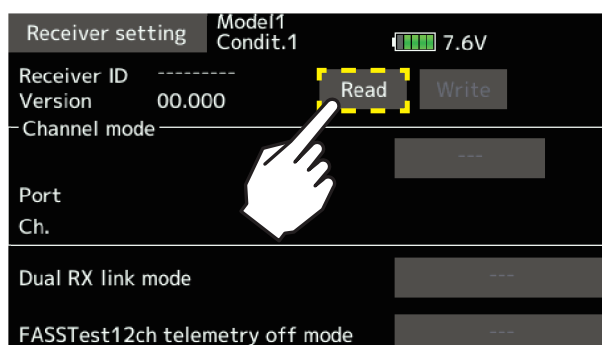 Receiver setting
Model1
Condit.1
7.6V
Receiver ID ---------
Version 00.000
Read
Write
Channel mode
---
Port
Ch.
Dual RX link mode ---
FASSTest12ch telemetry off mode ---